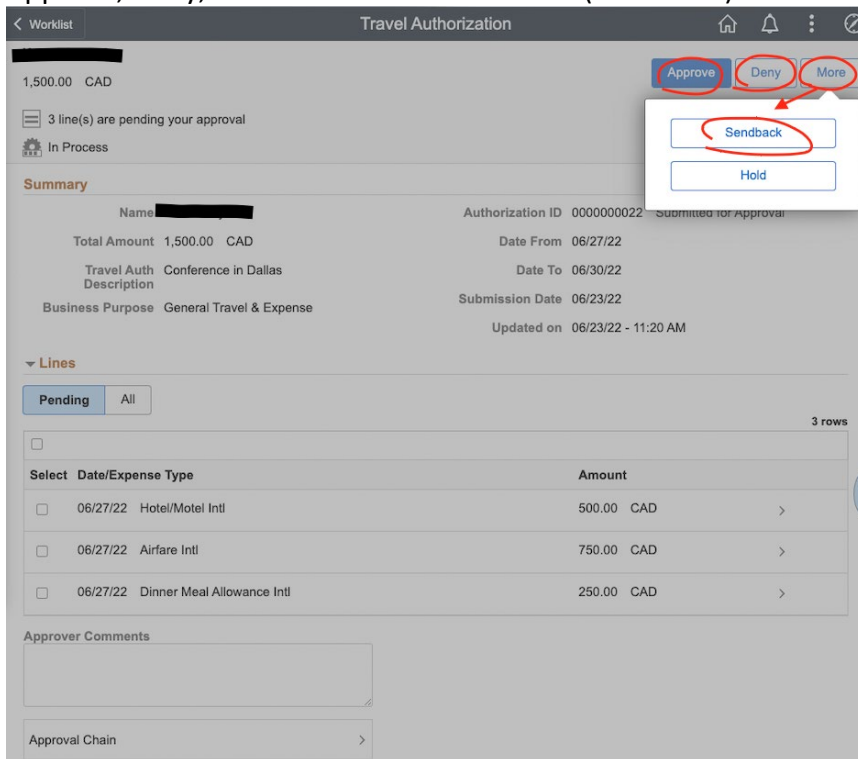 Worklist
Travel Authorization
1,500.00 CAD
Approve Deny More
3 line(s) are pending your approval
Sendback
In Process
Hold
Summary
Name
Authorization ID 0000000022 Submitted for Approval
Total Amount 1,500.00 CAD
Date From 06/27/22
Travel Auth Description Conference in Dallas
Date To 06/30/22
Business Purpose General Travel & Expense
Submission Date 06/23/22
Updated on 06/23/22 - 11:20 AM
Lines
Pending All
3 rows
Select Date/Expense Type Amount
06/27/22 Hotel/Motel Intl 500.00 CAD
06/27/22 Airfare Intl 750.00 CAD
06/27/22 Dinner Meal Allowance Intl 250.00 CAD
Approver Comments
Approval Chain